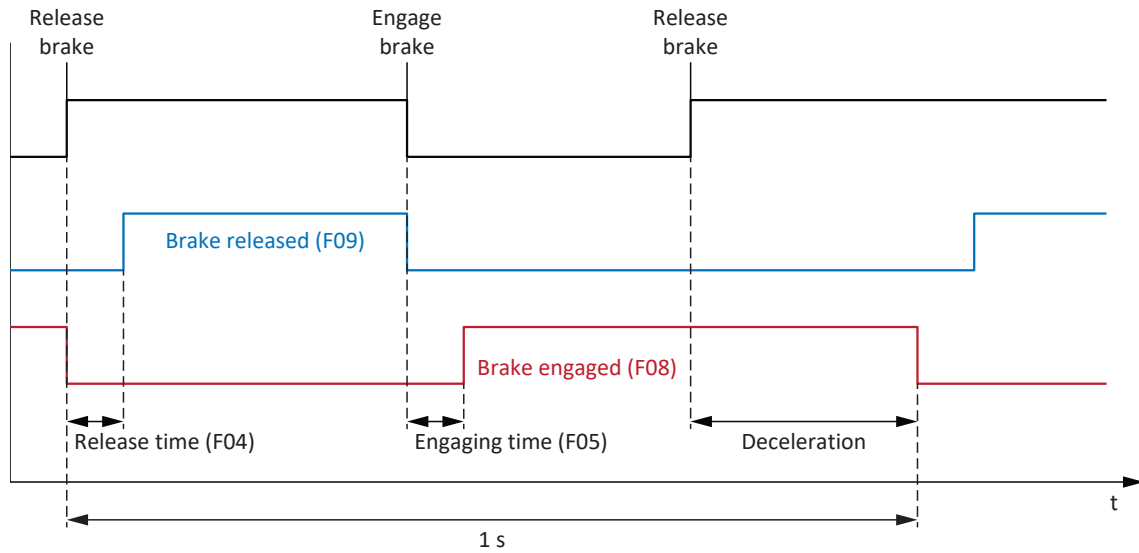 Release
brake
Engage
brake
Release
brake
Brake released (F09)
Brake engaged (F08)
Release time (F04)
Engaging time (F05)
Deceleration
t
1 s